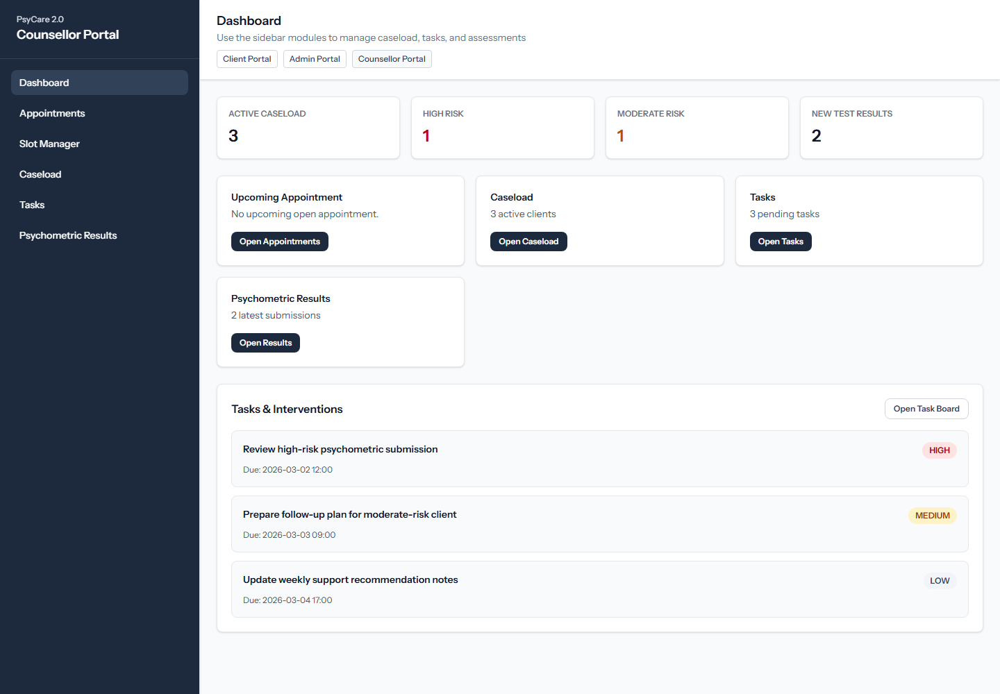 PsyCare 2.0
Counsellor Portal
Dashboard
Appointments
Slot Manager
Caseload
Tasks
Psychometric Results
Dashboard
Use the sidebar modules to manage caseload, tasks, and assessments
Client Portal
Admin Portal
Counsellor Portal
ACTIVE CASELOAD
3
HIGH RISK
1
MODERATE RISK
1
NEW TEST RESULTS
2
Upcoming Appointment
No upcoming open appointment.
Open Appointments
Caseload
3 active clients
Open Caseload
Tasks
3 pending tasks
Open Tasks
Psychometric Results
2 latest submissions
Open Results
Tasks & Interventions
Open Task Board
Review high-risk psychometric submission
HIGH
Due: 2026-03-02 12:00
Prepare follow-up plan for moderate-risk client
MEDIUM
Due: 2026-03-03 09:00
Update weekly support recommendation notes
LOW
Due: 2026-03-04 17:00